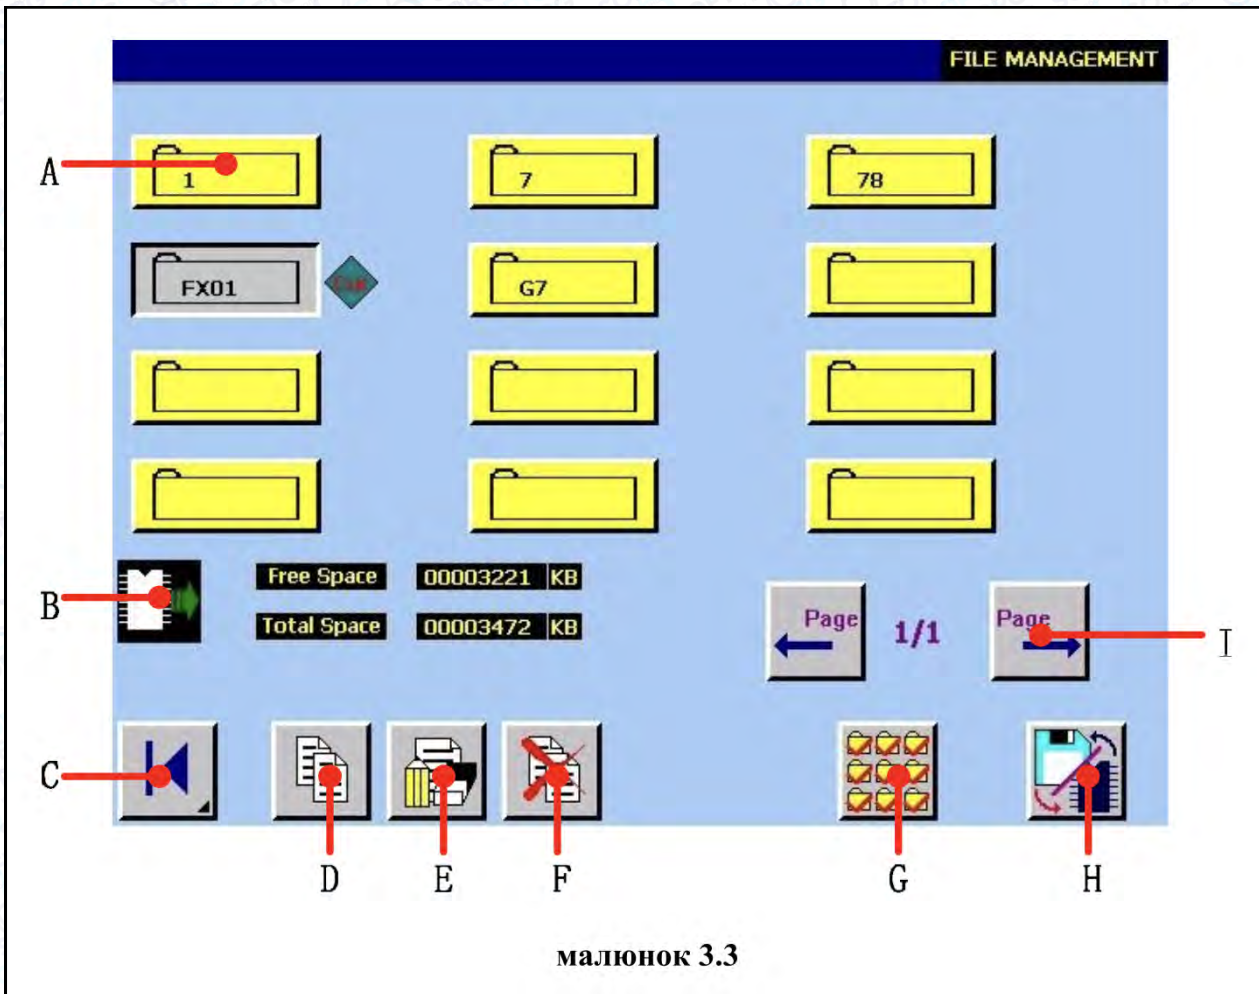 FILE MANAGEMENT
A
1
7
78
FX01
G7
B
Free Space
00003221 KB
Total Space
00003472 KB
Page
1/1
Page
I
C
D
E
F
G
H
малюнок 3.3